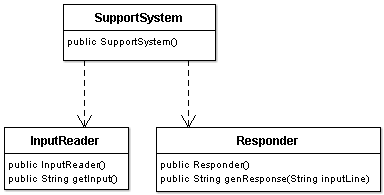 SupportSystem
public SupportSystem()
InputReader
public InputReader()
public String getInput()
Responder
public Responder()
public String genResponse(String inputLine)